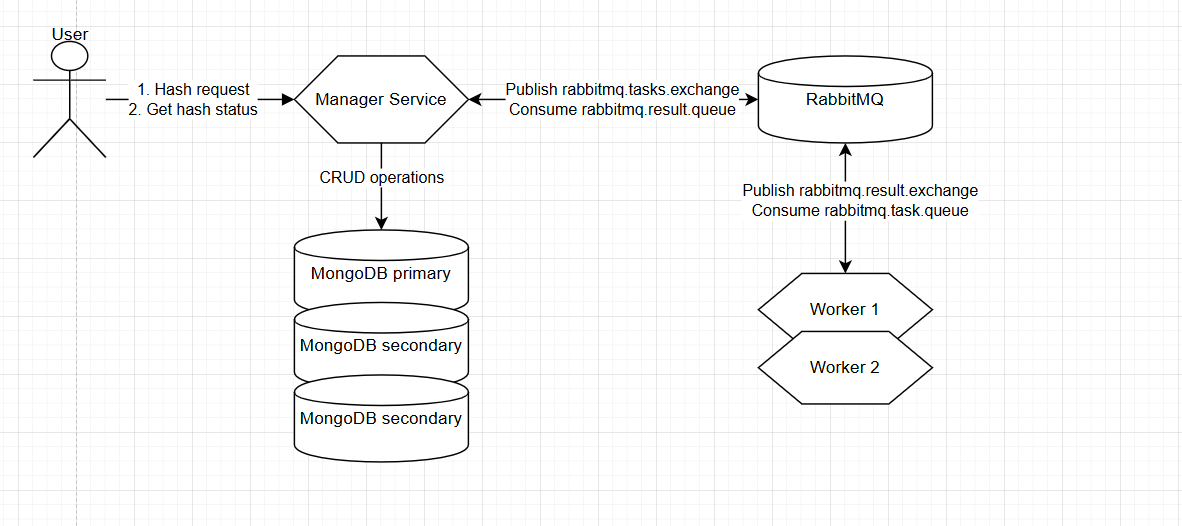 User
1. Hash request
2. Get hash status
Manager Service
Publish rabbitmq.tasks.exchange
Consume rabbitmq.result.queue
RabbitMQ
CRUD operations
Publish rabbitmq.result.exchange
Consume rabbitmq.task.queue
MongoDB primary
MongoDB secondary
MongoDB secondary
Worker 1
Worker 2